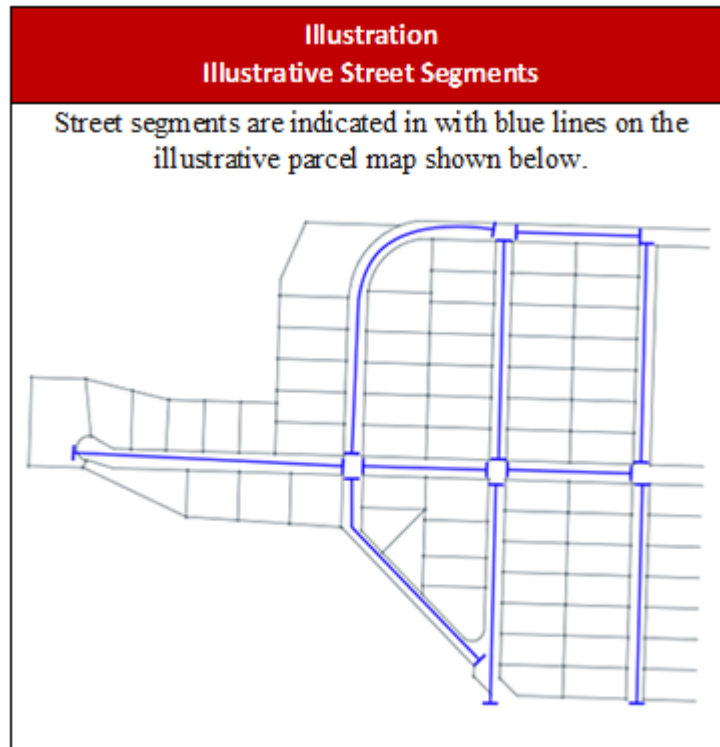 Illustration
Illustrative Street Segments
Street segments are indicated in with blue lines on the
illustrative parcel map shown below.